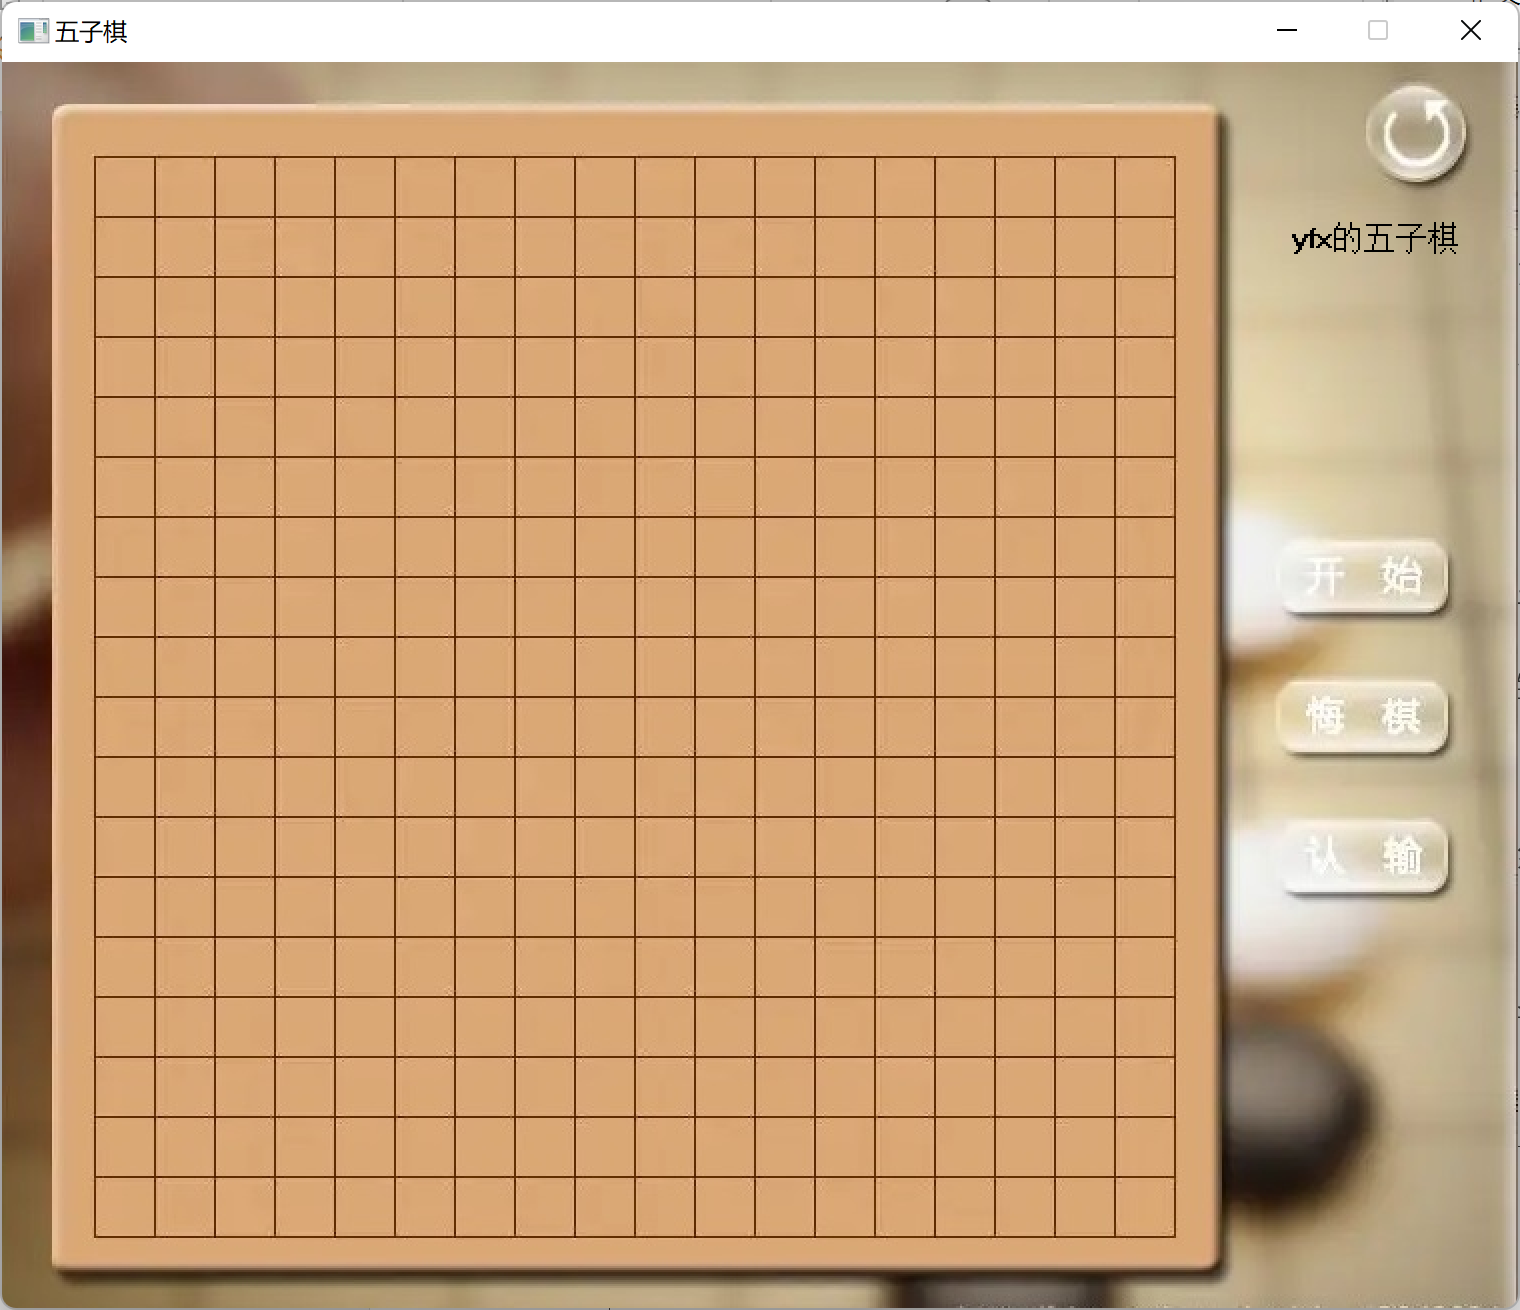 五子棋
yfx的五子棋
开 始
悔 棋
认 输